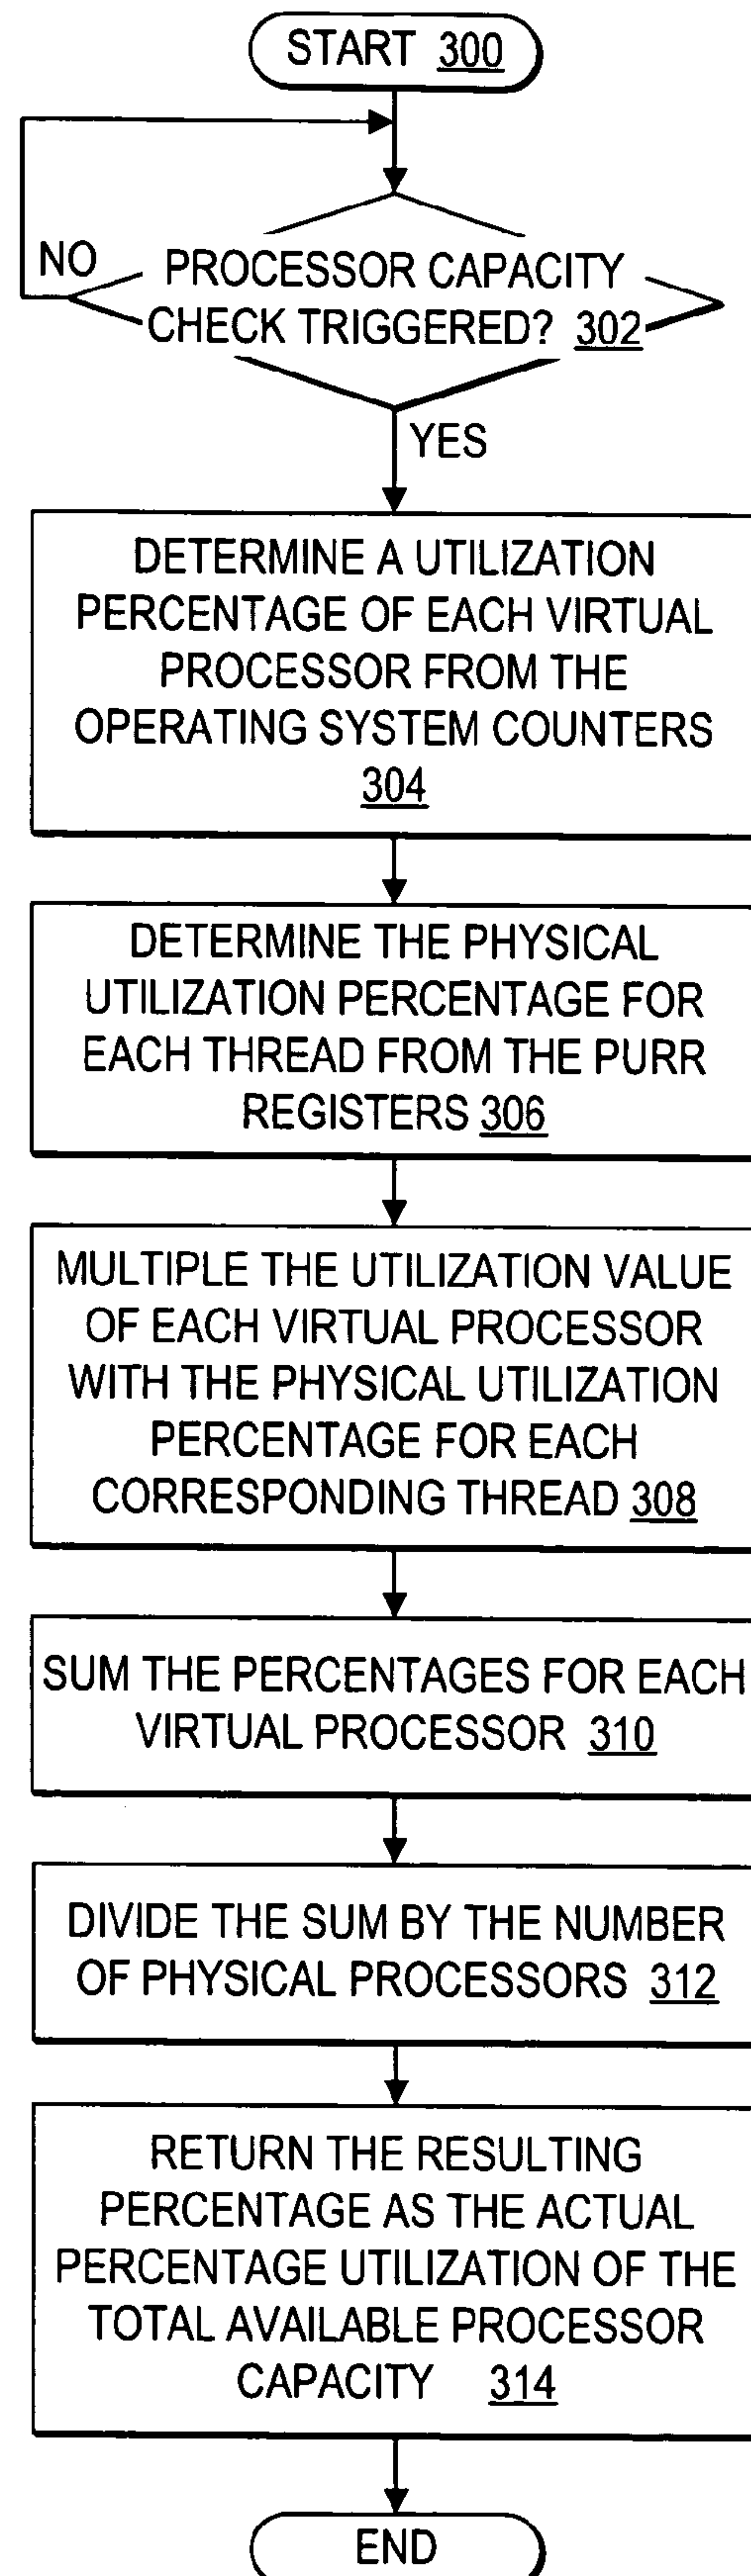 START 300
NO
PROCESSOR CAPACITY
CHECK TRIGGERED? 302
YES
DETERMINE A UTILIZATION
PERCENTAGE OF EACH VIRTUAL
PROCESSOR FROM THE
OPERATING SYSTEM COUNTERS
304
DETERMINE THE PHYSICAL
UTILIZATION PERCENTAGE FOR
EACH THREAD FROM THE PURR
REGISTERS 306
MULTIPLE THE UTILIZATION VALUE
OF EACH VIRTUAL PROCESSOR
WITH THE PHYSICAL UTILIZATION
PERCENTAGE FOR EACH
CORRESPONDING THREAD 308
SUM THE PERCENTAGES FOR EACH
VIRTUAL PROCESSOR 310
DIVIDE THE SUM BY THE NUMBER
OF PHYSICAL PROCESSORS 312
RETURN THE RESULTING
PERCENTAGE AS THE ACTUAL
PERCENTAGE UTILIZATION OF THE
TOTAL AVAILABLE PROCESSOR
CAPACITY 314
END